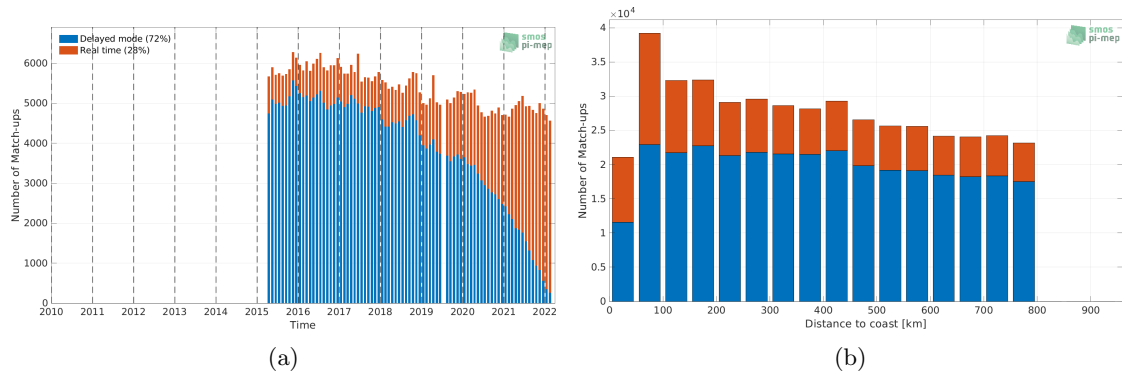 Delayed mode (72%)
Real time (28%)
smos
pi-mep
6000
5000
4000
3000
2000
1000
0
Number of Match-ups
2010 2011 2012 2013 2014 2015 2016 2017 2018 2019 2020 2021 2022
Time
(a)
×10⁴
smos
pi-mep
4
3.5
3
2.5
2
1.5
1
0.5
0
Number of Match-ups
0 100 200 300 400 500 600 700 800 900
Distance to coast [km]
(b)